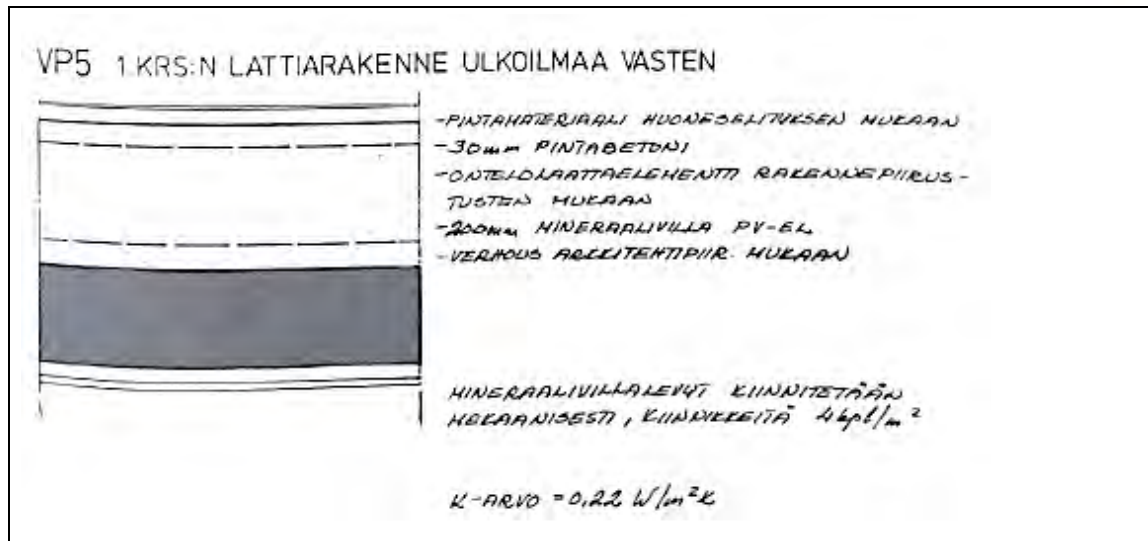 VP5 1.KRS:N LATTIARAKENNE ULKOILMAA VASTEN
-PINTAMATERIAALI HUONESELITYKSEN MUKAAN
-30mm PINTABETONI
-ONTELOLAATTAELEMENTTI RAKENNEPIIRUS-
TUSTEN MUKAAN
-200mm MINERAALIVILLA PV-EL
-VERHOUS ARKKITEHTIPIIR. MUKAAN
MINERAALIVILLALEVYT KIINNITETÄÄN
MEKAANISESTI, KIINNIKKEITÄ 4kpl/m²
K-ARVO = 0,22 W/m²K